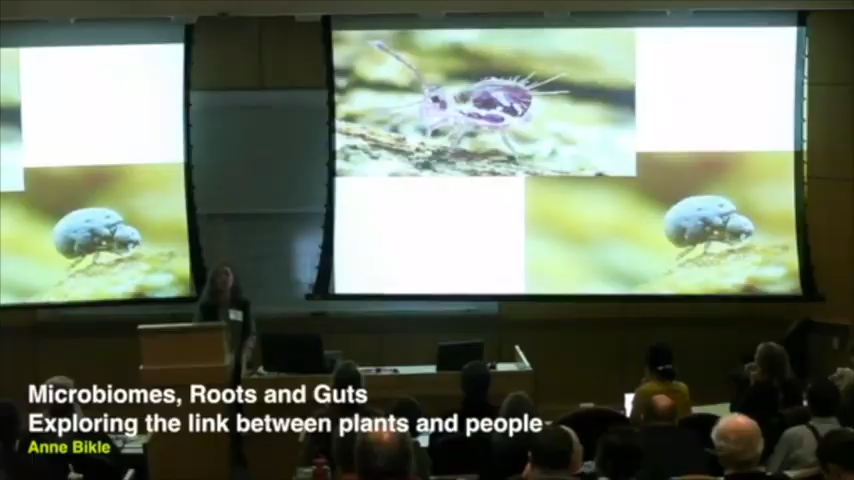 Microbiomes, Roots and Guts
Exploring the link between plants and people
Anne Bikle